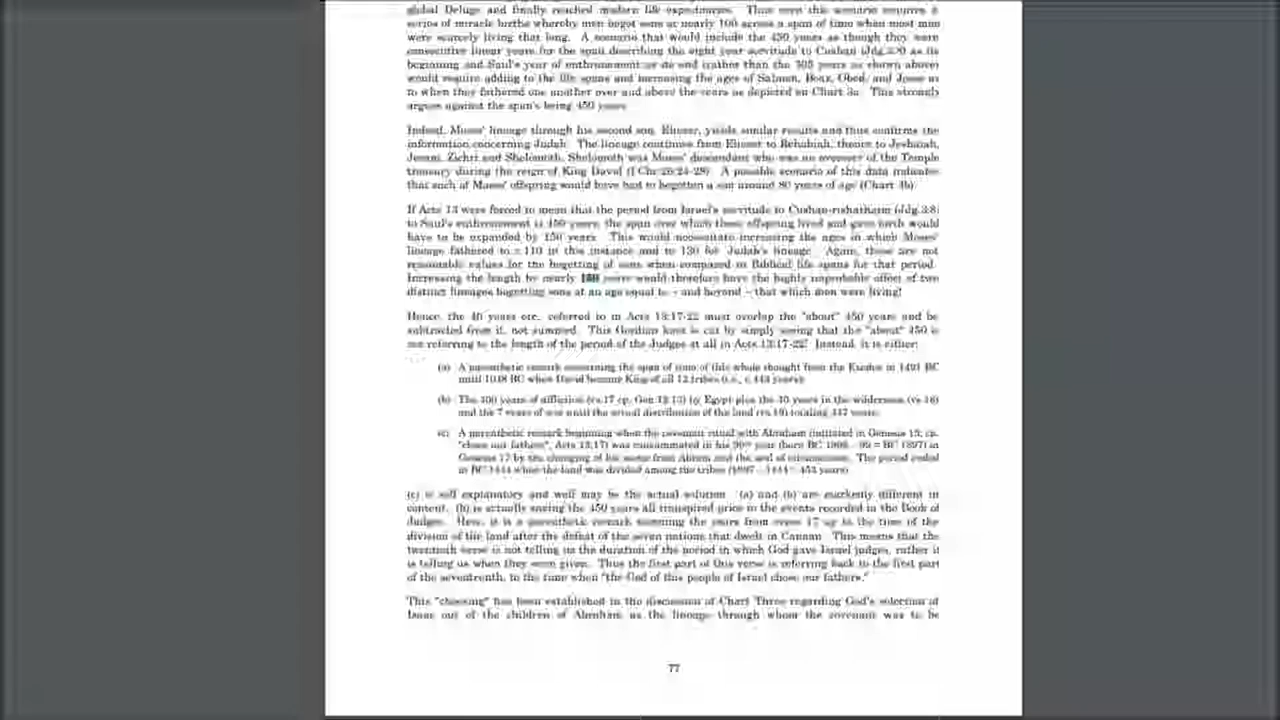 global Deluge and finally reached modern life expectancies. Thus even this scenario requires a
series of miracle births whereby men begot sons at nearly 100 across a span of time when most men
were scarcely living that long. A scenario that would include the 450 years as though they were
consecutive linear years for the span describing the eight year servitude to Cushan (Jdg. as its
beginning and Saul's year of enthronement as its end (rather than the years as shown above)
would require adding to the life spans and increasing the ages of Salmon, Boaz, Obed, and Jesse as
to when they fathered one another over and above the years as depicted on Chart 3a. This strongly
argues against the span's being 450 years.
Indeed, Moses' lineage through his second son, Eliezer, yields similar results and thus confirms the
information concerning Judah. The lineage continues from Eliezer to Rehabiah, thence to Jeshaiah,
Joram, Zichri and Shelomith. Shelomith was Moses' descendant who was an overseer of the Temple
treasury during the reign of King David (I Chr.26:24-28). A possible scenario of this data indicates
that each of Moses' offspring would have had to begotten a son around 80 years of age (Chart 3b).
If Acts 13 were forced to mean that the period from Israel's servitude to Cushan-rishathaim (Jdg.3:8)
to Saul's enthronement is 450 years, the span over which these offspring lived and gave birth would
have to be expanded by 150 years. This would necessitate increasing the ages in which Moses'
lineage fathered to 110 in this instance and to 130 for Judah's lineage. Again, these are not
reasonable values for the begetting of sons when compared to Biblical life spans for that period.
Increasing the length by nearly years would therefore have the highly improbable effect of two
distinct lineages begetting sons at an age equal to – and beyond – that which men were living!
Hence, the 40 years etc. referred to in Acts 13:17-22 must overlap the "about" 450 years and be
subtracted from it, not summed. This Gordian knot is cut by simply seeing that the "about" 450 is
not referring to the length of the period of the Judges at all in Acts 13:17-22! Instead, it is either:
(a) A parenthetic remark concerning the span of time of this whole thought from the Exodus in 1491 BC
until 1048 BC when David became King of all 12 tribes (i.e., c.443 years);
(b) The 400 years of affliction (vs.17 cp. Gen.15:13) by Egypt plus the 40 years in the wilderness (vs.18)
and the 7 years of war until the actual distribution of the land (vs.19) totaling 447 years;
(c) A parenthetic remark beginning when the covenant ritual with Abraham (initiated in Genesis 15; cp.
"chose our fathers", Acts 13:17) was consummated in his 99th year (born BC 1996 – 99 = BC 1897) in
Genesis 17 by the changing of his name from Abram and the seal of circumcision. The period ended
in BC 1444 when the land was divided among the tribes (1897 – 1444 = 453 years).
(c) is self explanatory and well may be the actual solution. (a) and (b) are markedly different in
content. (b) is actually saying the 450 years all transpired prior to the events recorded in the Book of
Judges. Here, it is a parenthetic remark summing the years from verse 17 up to the time of the
division of the land after the defeat of the seven nations that dwelt in Canaan. This means that the
twentieth verse is not telling us the duration of the period in which God gave Israel judges, rather it
is telling us when they were given. Thus the first part of this verse is referring back to the first part
of the seventeenth, to the time when "the God of this people of Israel chose our fathers."
This "choosing" has been established in the discussion of Chart Three regarding God's selection of
Isaac out of the children of Abraham as the lineage through whom the covenant was to be
77